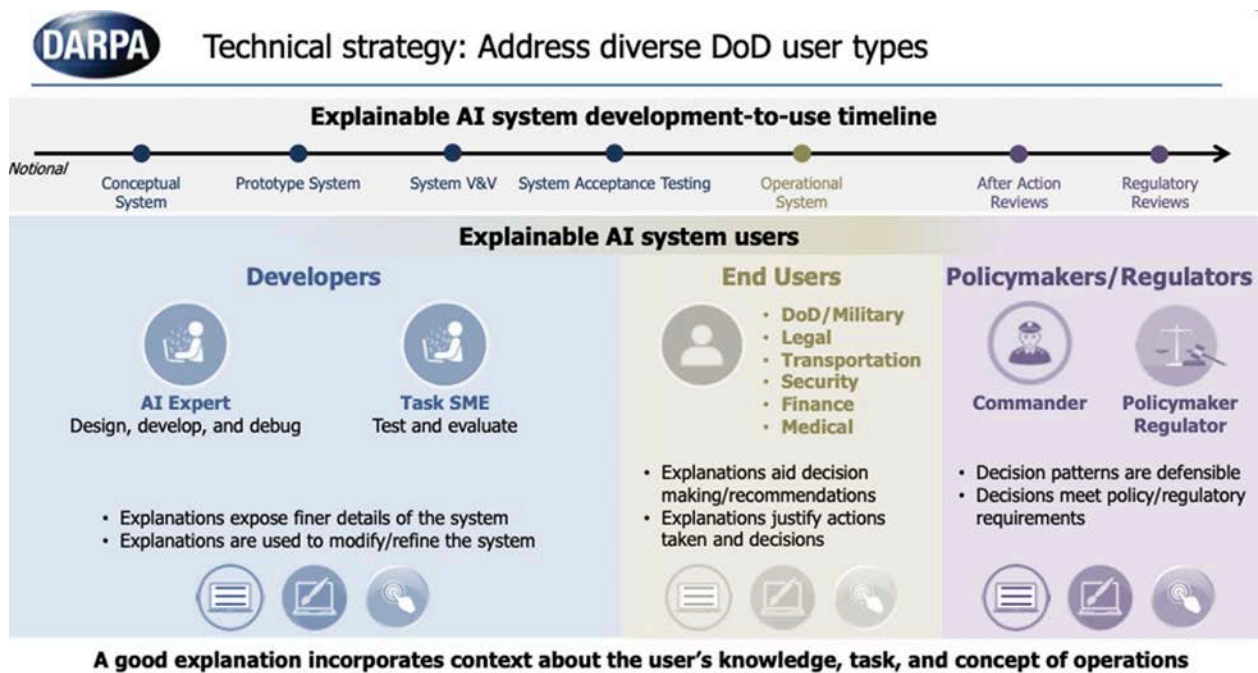 DARPA
Technical strategy: Address diverse DoD user types
Explainable AI system development-to-use timeline
Notional
Conceptual
System
Prototype System
System V&V
System Acceptance Testing
Operational
System
After Action
Reviews
Regulatory
Reviews
Explainable AI system users
Developers
AI Expert
Design, develop, and debug
Task SME
Test and evaluate
• Explanations expose finer details of the system
• Explanations are used to modify/refine the system
End Users
• DoD/Military
• Legal
• Transportation
• Security
• Finance
• Medical
• Explanations aid decision
making/recommendations
• Explanations justify actions
taken and decisions
Policymakers/Regulators
Commander
Policymaker
Regulator
• Decision patterns are defensible
• Decisions meet policy/regulatory
requirements
A good explanation incorporates context about the user’s knowledge, task, and concept of operations